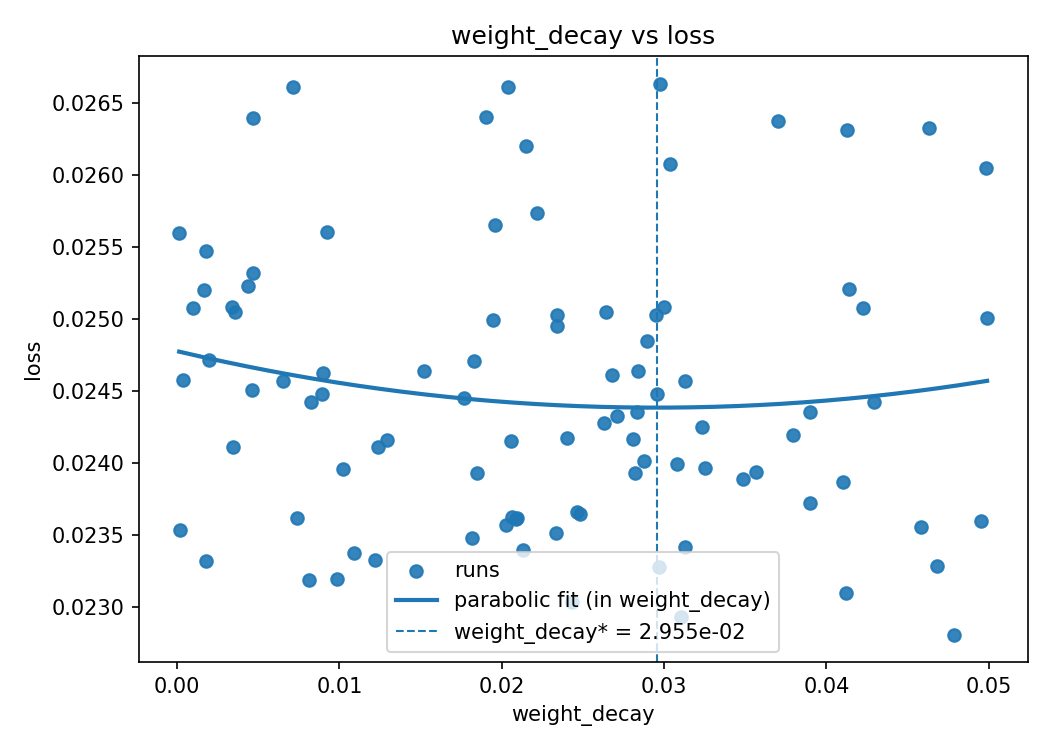 weight_decay vs loss
0.0265
0.0260
0.0255
0.0250
0.0245
0.0240
0.0235
0.0230
loss
runs
parabolic fit (in weight_decay)
weight_decay* = 2.955e-02
0.00 0.01 0.02 0.03 0.04 0.05
weight_decay